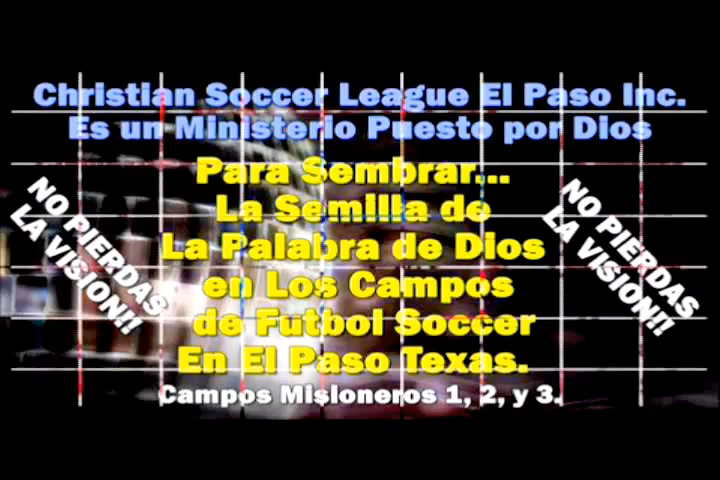 Christian Soccer League El Paso Inc.
Es un Ministerio Puesto por Dios
Para Sembrar...
La Semilla de
La Palabra de Dios
en Los Campos
de Futbol Soccer
En El Paso Texas.
Campos Misioneros 1, 2, y 3.
NO PIERDAS
LA VISION!!
NO PIERDAS
LA VISION!!